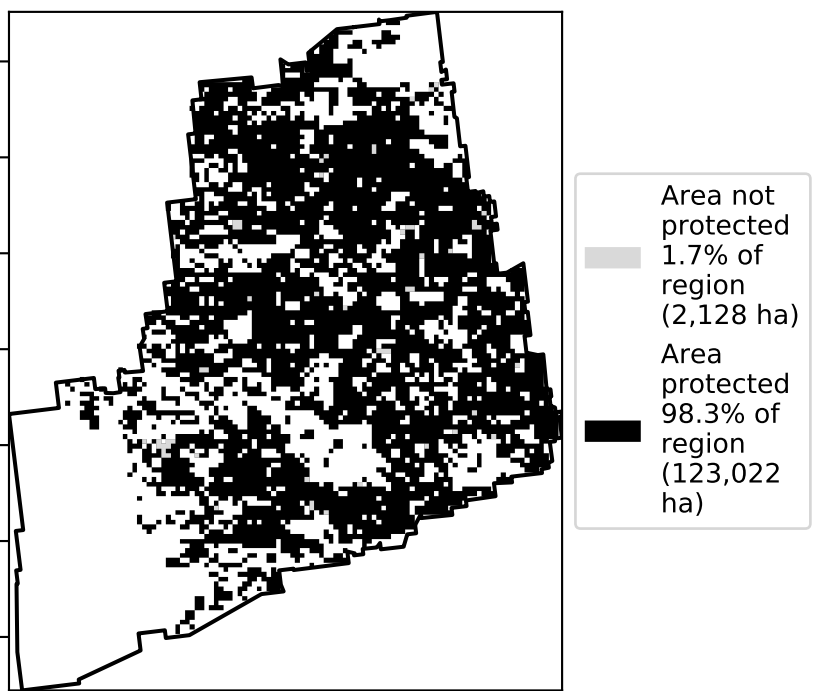 Area not
protected
1.7% of
region
(2,128 ha)
Area
protected
98.3% of
region
(123,022
ha)